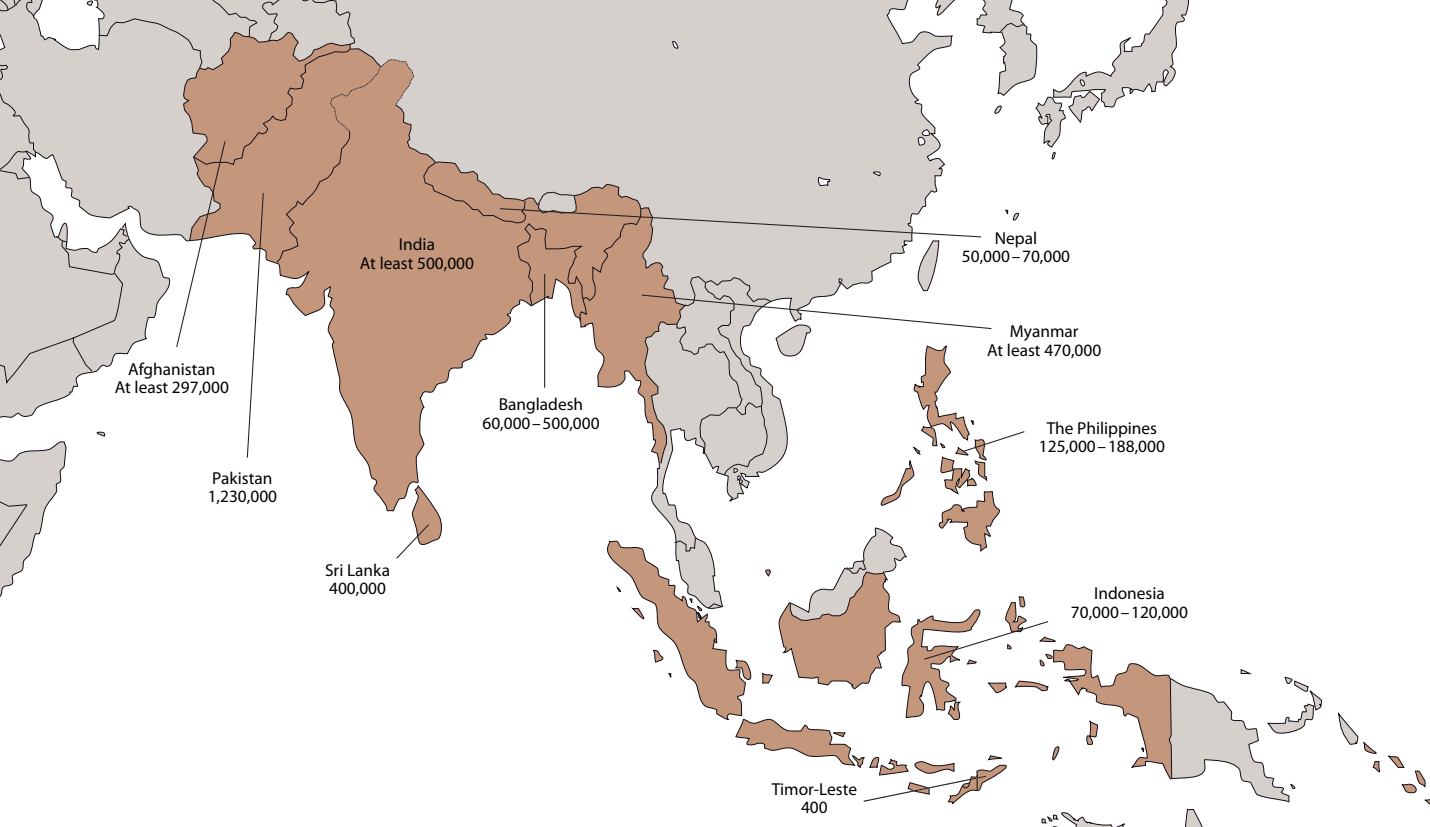 India
At least 500,000
Nepal
50,000–70,000
Myanmar
At least 470,000
Afghanistan
At least 297,000
Bangladesh
60,000–500,000
The Philippines
125,000–188,000
Pakistan
1,230,000
Sri Lanka
400,000
Indonesia
70,000–120,000
Timor-Leste
400